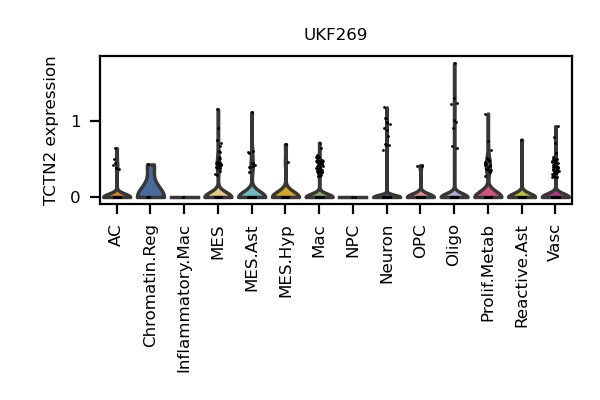 UKF269
TCTN2 expression
1
0
AC
Chromatin.Reg
Inflammatory.Mac
MES
MES.Ast
MES.Hyp
Mac
NPC
Neuron
OPC
Oligo
Prolif.Metab
Reactive.Ast
Vasc